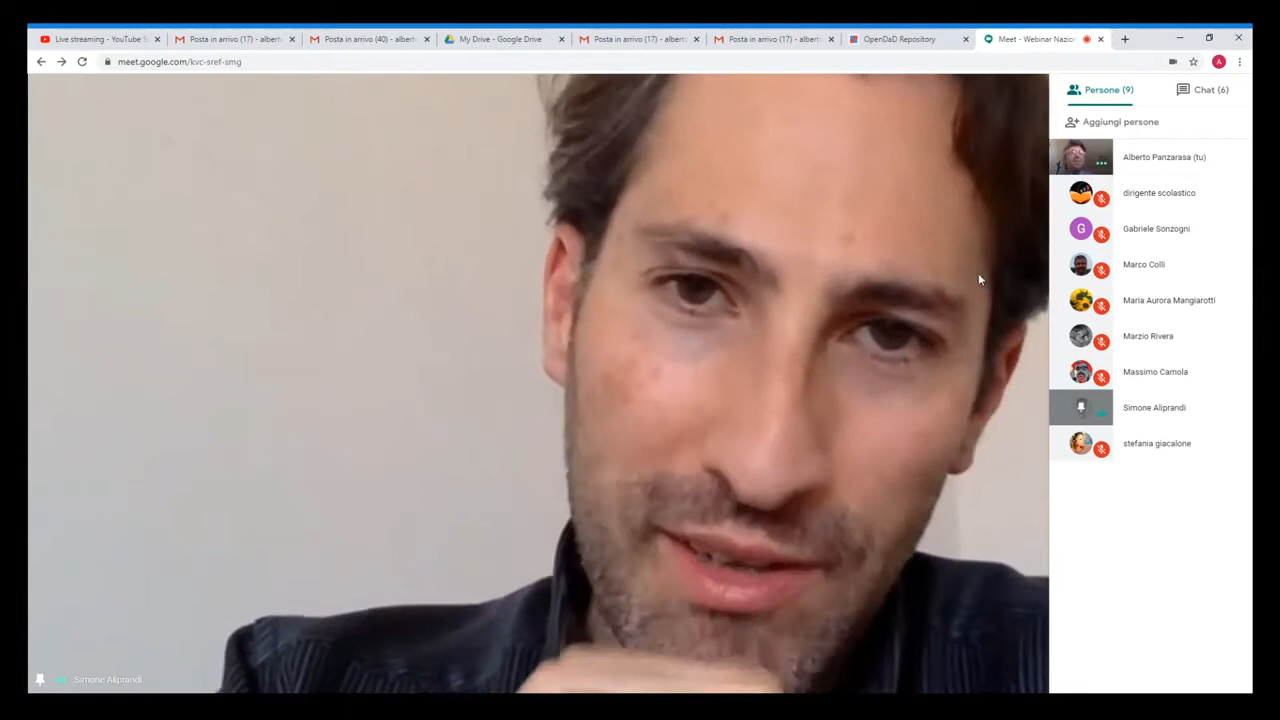 Live streaming - YouTube S
Posta in arrivo (17) - albert
Posta in arrivo (40) - albert
My Drive - Google Drive
Posta in arrivo (17) - albert
Posta in arrivo (17) - albert
OpenDaD Repository
Meet - Webinar Nazio
meet.google.com/kvc-sref-smg
A
Persone (9)
Chat (6)
Aggiungi persone
Alberto Panzarasa (tu)
dirigente scolastico
G
Gabriele Sonzogni
Marco Colli
Maria Aurora Mangiarotti
Marzio Rivera
Massimo Carnola
Simone Aliprandi
stefania giacalone
Simone Aliprandi